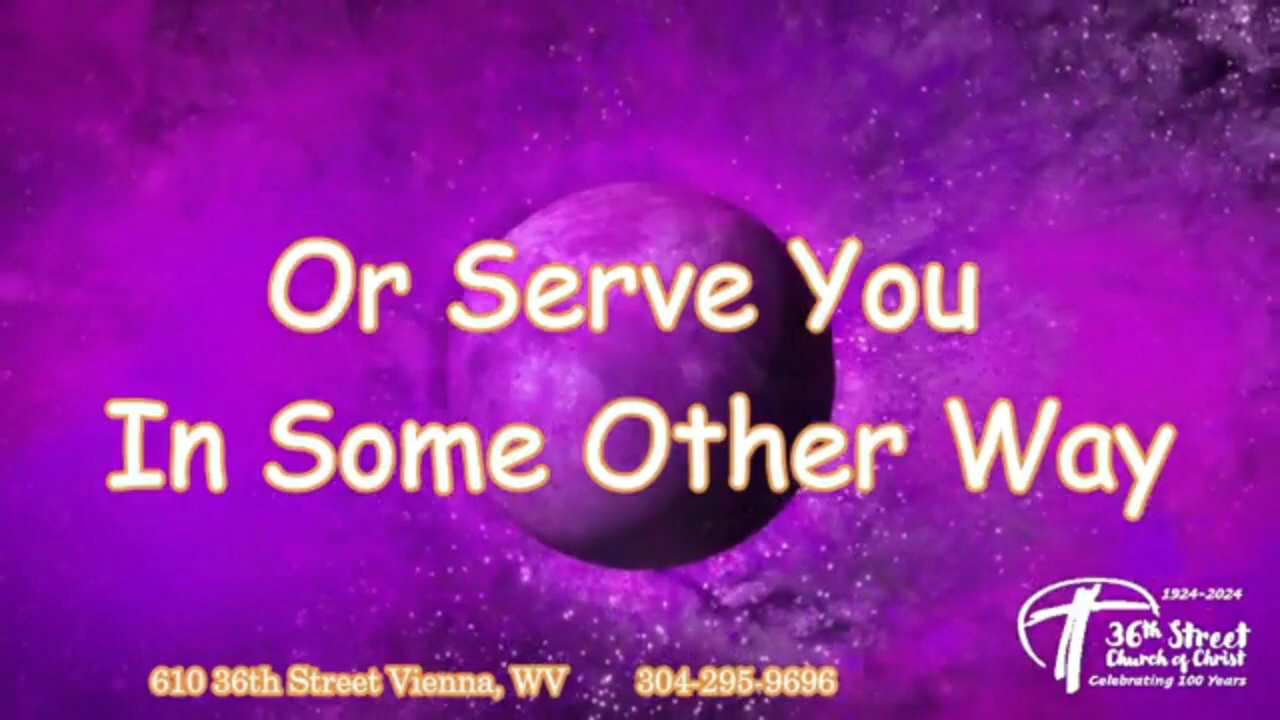 Or Serve You
In Some Other Way
1924-2024
36th Street
Church of Christ
Celebrating 100 Years
610 36th Street Vienna, WV 304-295-9696